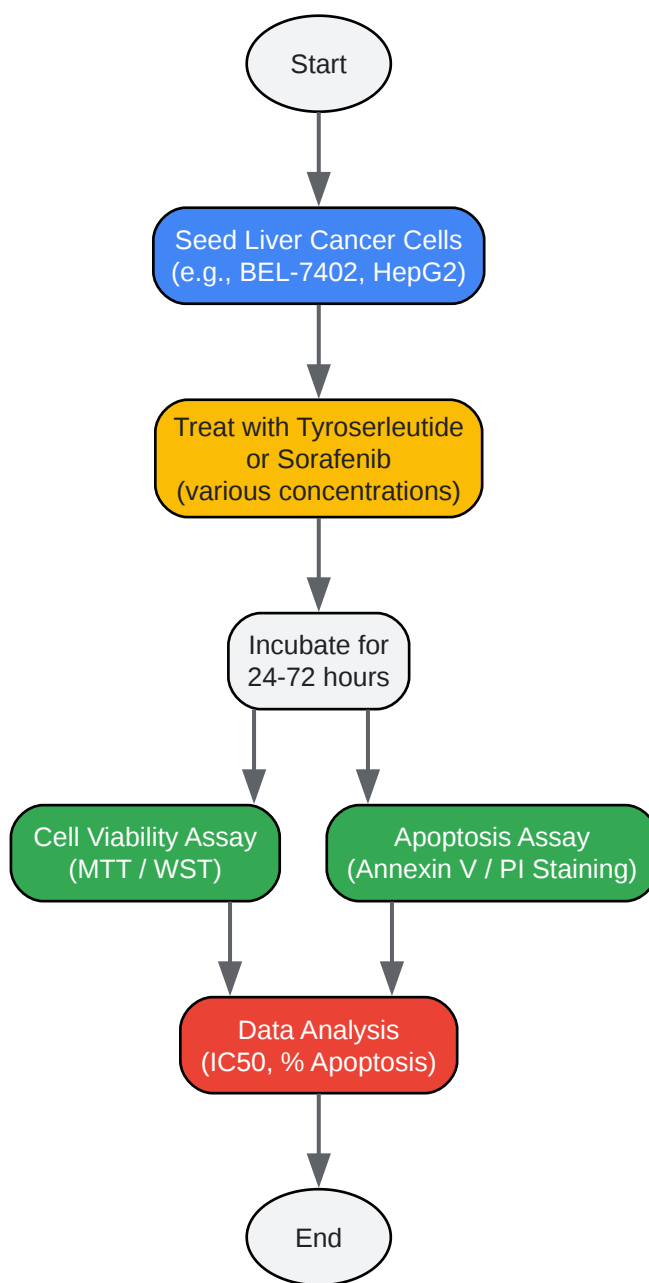 Start
Seed Liver Cancer Cells
(e.g., BEL-7402, HepG2)
Treat with Tyroserleutide
or Sorafenib
(various concentrations)
Incubate for
24-72 hours
Cell Viability Assay
(MTT / WST)
Apoptosis Assay
(Annexin V / PI Staining)
Data Analysis
(IC50, % Apoptosis)
End